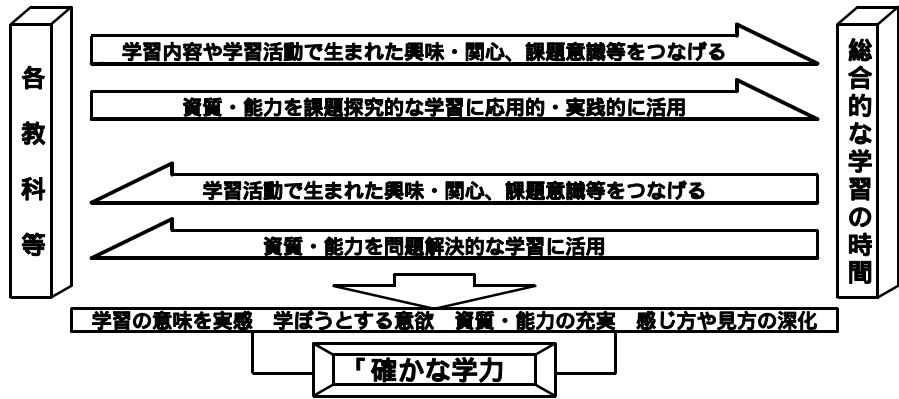 各教科等
学習内容や学習活動で生まれた興味・関心、課題意識等をつなげる
資質・能力を課題探究的な学習に応用的・実践的に活用
学習活動で生まれた興味・関心、課題意識等をつなげる
資質・能力を問題解決的な学習に活用
総合的な学習の時間
学習の意味を実感　学ぼうとする意欲　資質・能力の充実　感じ方や見方の深化
「確かな学力